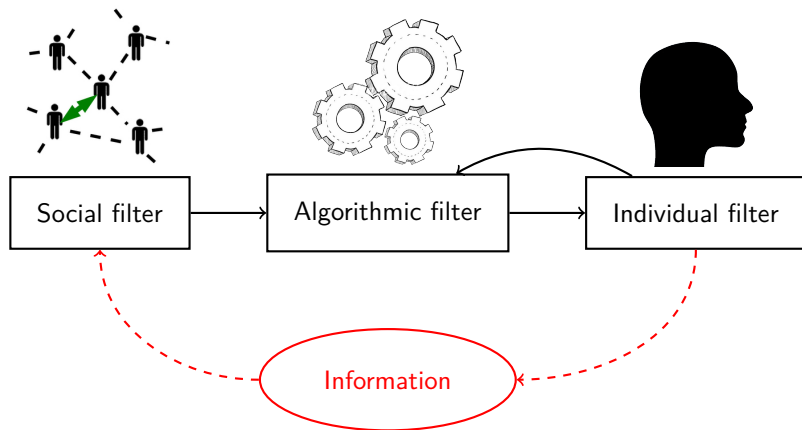 Social filter
Algorithmic filter
Individual filter
Information